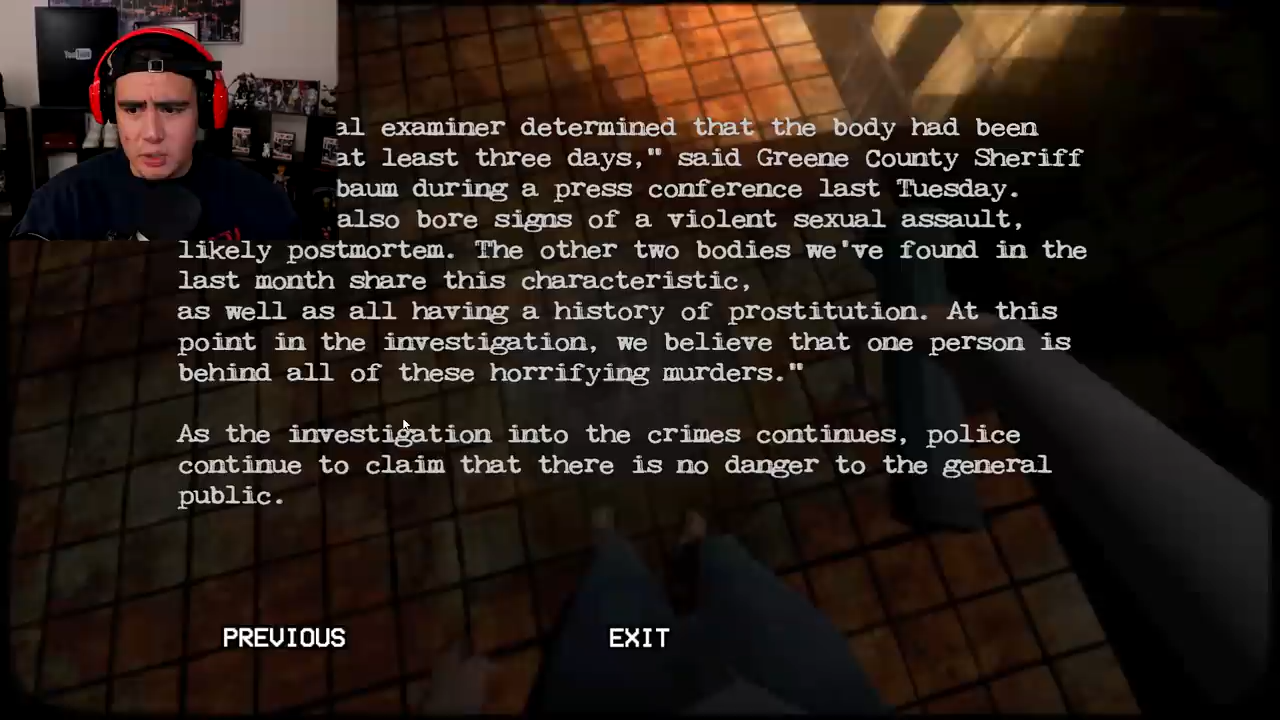 al examiner determined that the body had been
at least three days," said Greene County Sheriff
baum during a press conference last Tuesday.
also bore signs of a violent sexual assault,
likely postmortem. The other two bodies we've found in the
last month share this characteristic,
as well as all having a history of prostitution. At this
point in the investigation, we believe that one person is
behind all of these horrifying murders."
As the investigation into the crimes continues, police
continue to claim that there is no danger to the general
public.
PREVIOUS
EXIT
YouTube